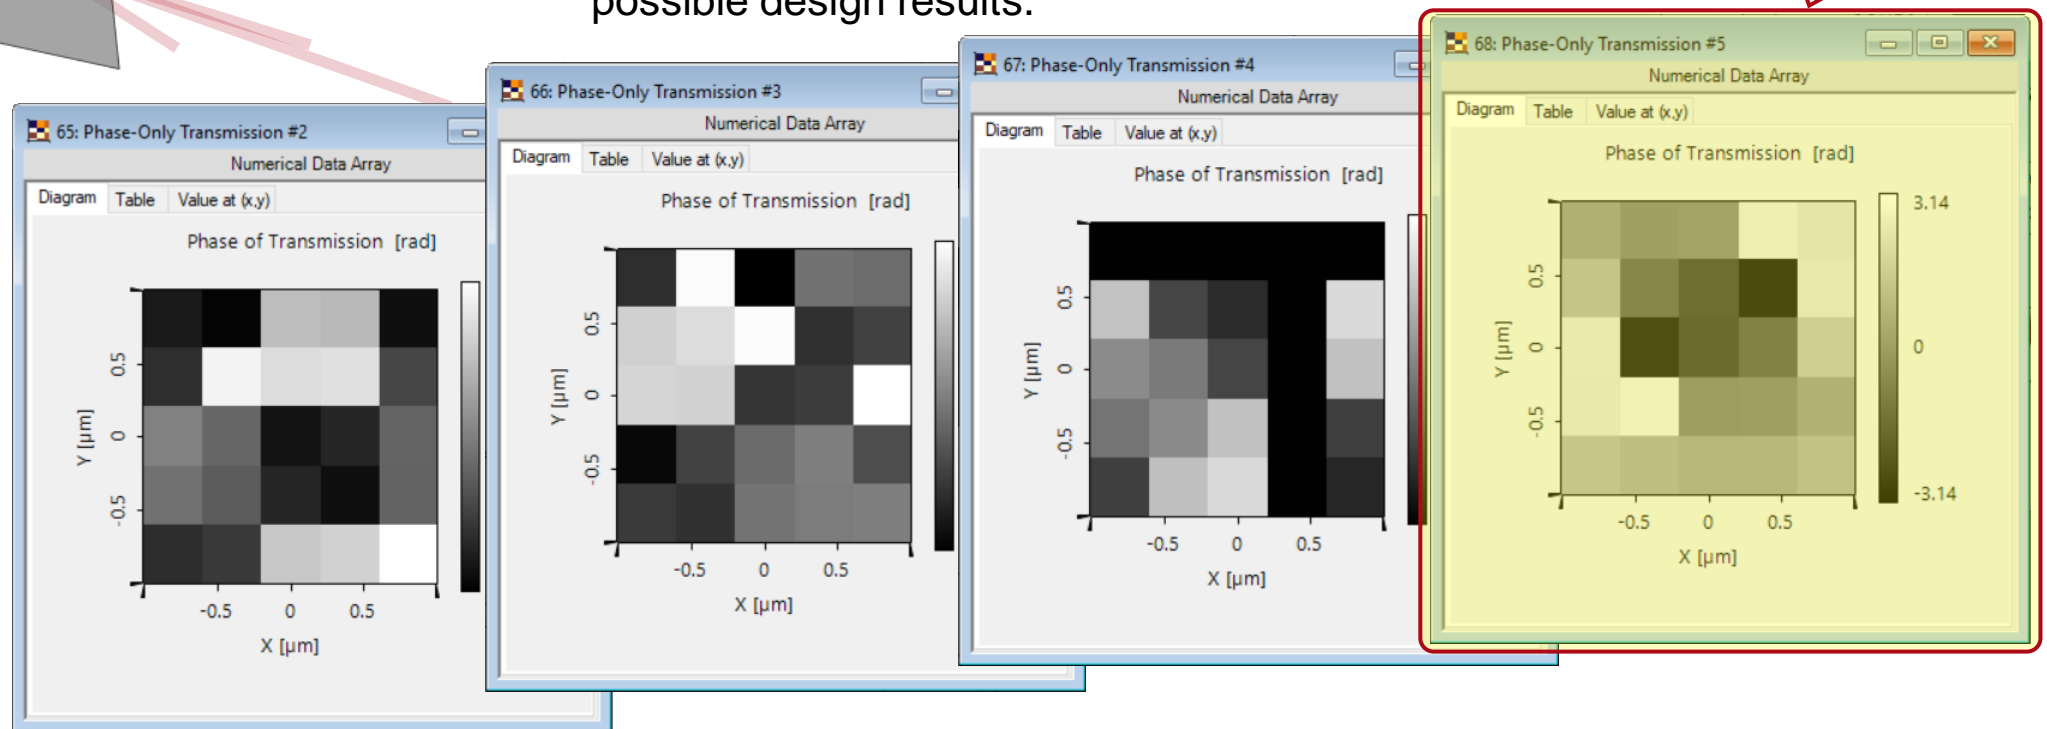 possible design results.
65: Phase-Only Transmission #2
Numerical Data Array
Diagram Table Value at (x,y)
Phase of Transmission [rad]
Y [µm]
0.5
0
-0.5
-0.5 0 0.5
X [µm]
66: Phase-Only Transmission #3
Numerical Data Array
Diagram Table Value at (x,y)
Phase of Transmission [rad]
Y [µm]
0.5
0
-0.5
-0.5 0 0.5
X [µm]
67: Phase-Only Transmission #4
Numerical Data Array
Diagram Table Value at (x,y)
Phase of Transmission [rad]
Y [µm]
0.5
0
-0.5
-0.5 0 0.5
X [µm]
68: Phase-Only Transmission #5
Numerical Data Array
Diagram Table Value at (x,y)
Phase of Transmission [rad]
Y [µm]
0.5
0
-0.5
-0.5 0 0.5
X [µm]
3.14
0
-3.14